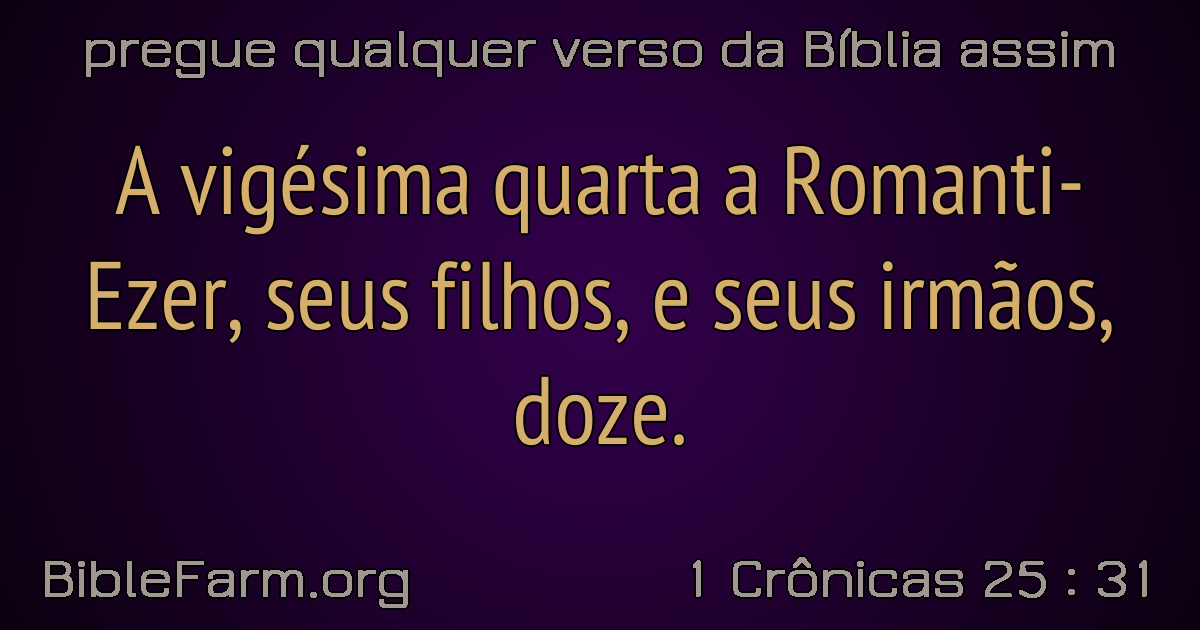 pregue qualquer verso da Bíblia assim
A vigésima quarta a Romanti-
Ezer, seus filhos, e seus irmãos,
doze.
BibleFarm.org
1 Crônicas 25 : 31